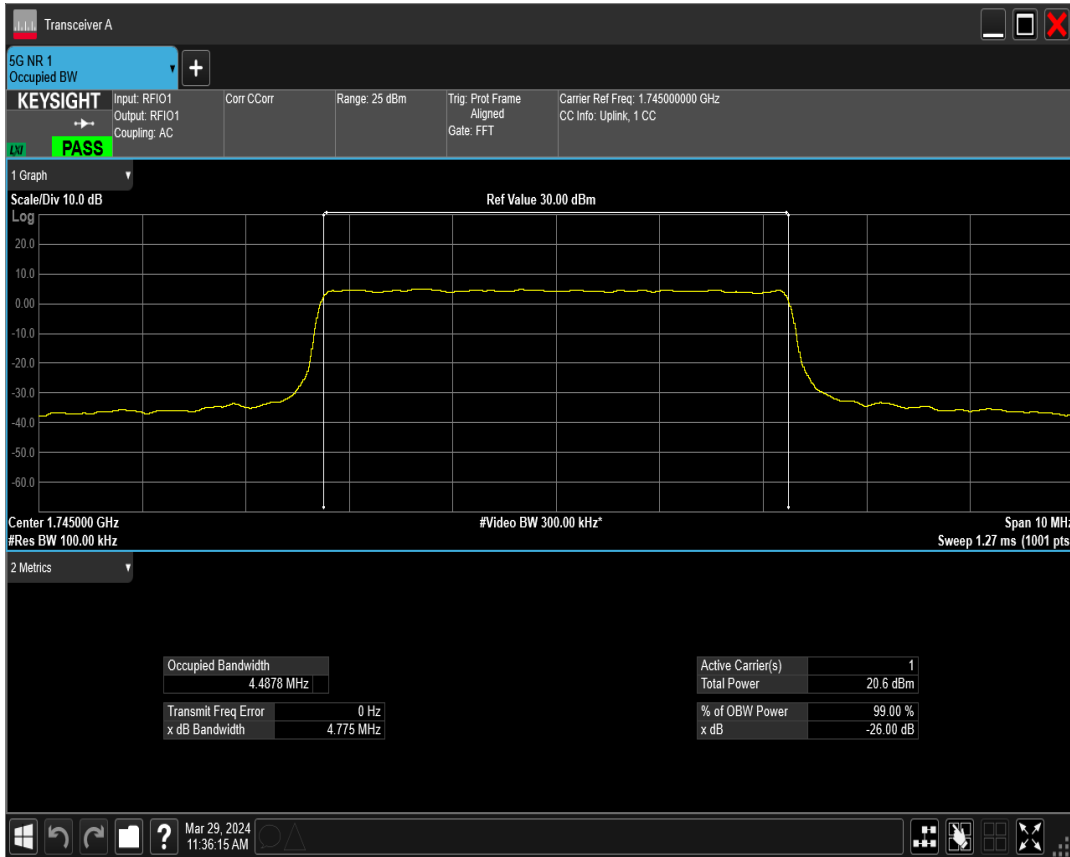 Transceiver A
5G NR 1
Occupied BW
KEYSIGHT
LXI
PASS
Input: RFIO1
Output: RFIO1
Coupling: AC
Corr CCorr
Range: 25 dBm
Trig: Prot Frame
Aligned
Gate: FFT
Carrier Ref Freq: 1.745000000 GHz
CC Info: Uplink, 1 CC
1 Graph
Scale/Div 10.0 dB
Ref Value 30.00 dBm
Log
20.0
10.0
0.00
-10.0
-20.0
-30.0
-40.0
-50.0
-60.0
Center 1.745000 GHz
#Video BW 300.00 kHz*
Span 10 MHz
#Res BW 100.00 kHz
Sweep 1.27 ms (1001 pts
2 Metrics
Occupied Bandwidth
4.4878 MHz
Transmit Freq Error 0 Hz
x dB Bandwidth 4.775 MHz
Active Carrier(s) 1
Total Power 20.6 dBm
% of OBW Power 99.00 %
x dB -26.00 dB
?
Mar 29, 2024
11:36:15 AM